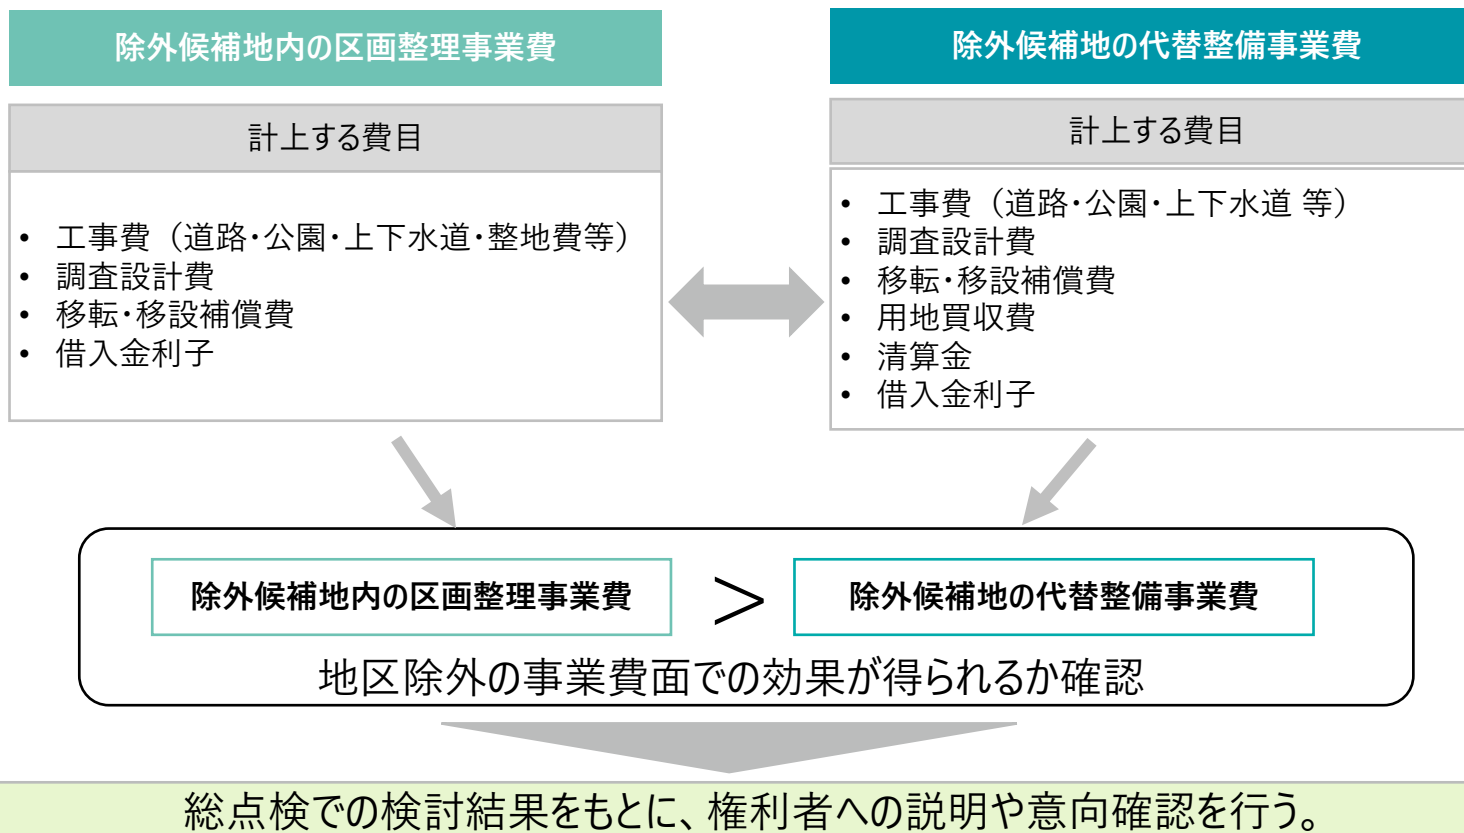 除外候補地内の区画整理事業費
計上する費目
• 工事費（道路・公園・上下水道・整地費等）
• 調査設計費
• 移転・移設補償費
• 借入金利子
除外候補地の代替整備事業費
計上する費目
• 工事費（道路・公園・上下水道 等）
• 調査設計費
• 移転・移設補償費
• 用地買収費
• 清算金
• 借入金利子
除外候補地内の区画整理事業費 ＞ 除外候補地の代替整備事業費
地区除外の事業費面での効果が得られるか確認
総点検での検討結果をもとに、権利者への説明や意向確認を行う。